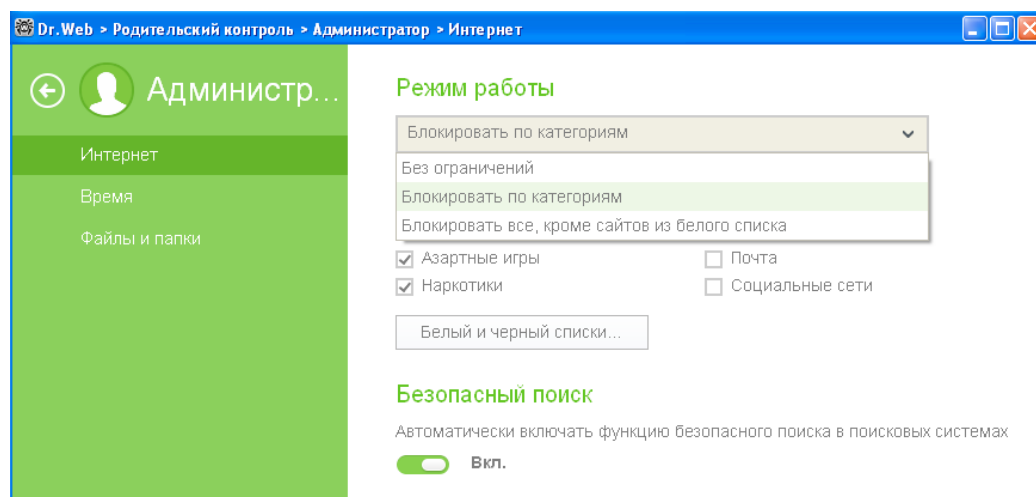 Dr.Web > Родительский контроль > Администратор > Интернет
Администр...
Интернет
Время
Файлы и папки
Режим работы
Блокировать по категориям
Без ограничений
Блокировать по категориям
Блокировать все, кроме сайтов из белого списка
Азартные игры Почта
Наркотики Социальные сети
Белый и черный списки...
Безопасный поиск
Автоматически включать функцию безопасного поиска в поисковых системах
Вкл.